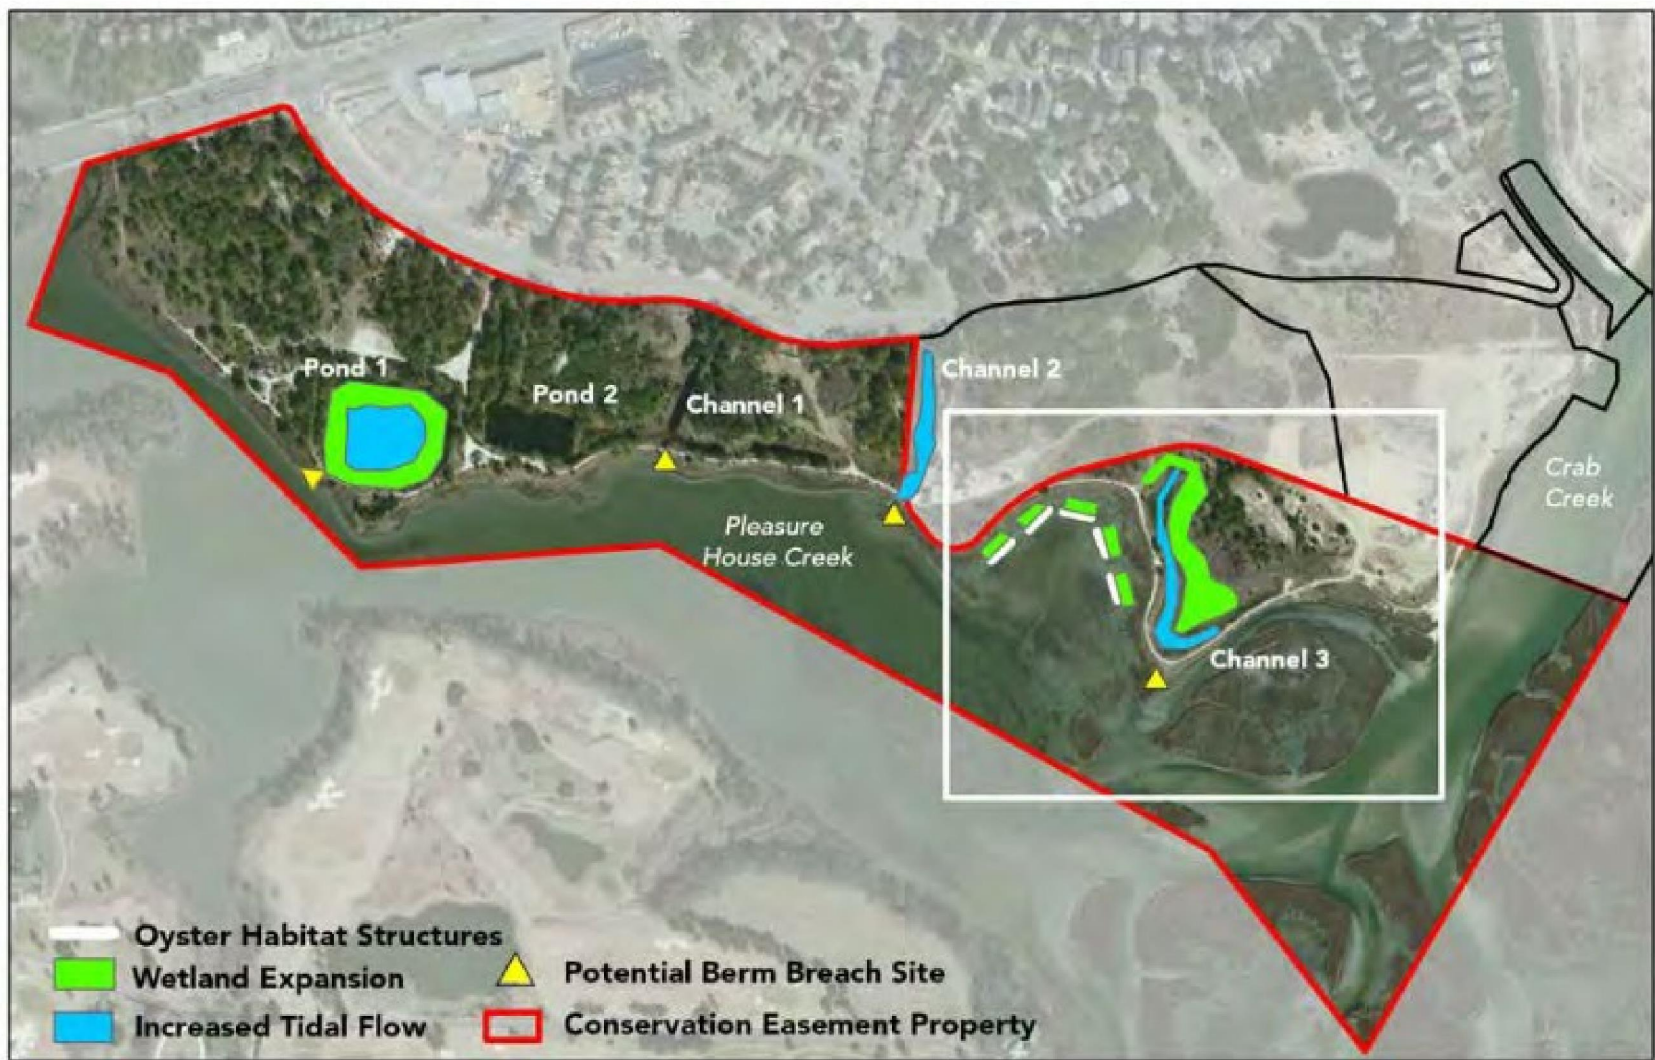 Pond 1
Pond 2
Channel 1
Channel 2
Pleasure
House Creek
Crab
Creek
Channel 3
Oyster Habitat Structures
Wetland Expansion
Increased Tidal Flow
Potential Berm Breach Site
Conservation Easement Property